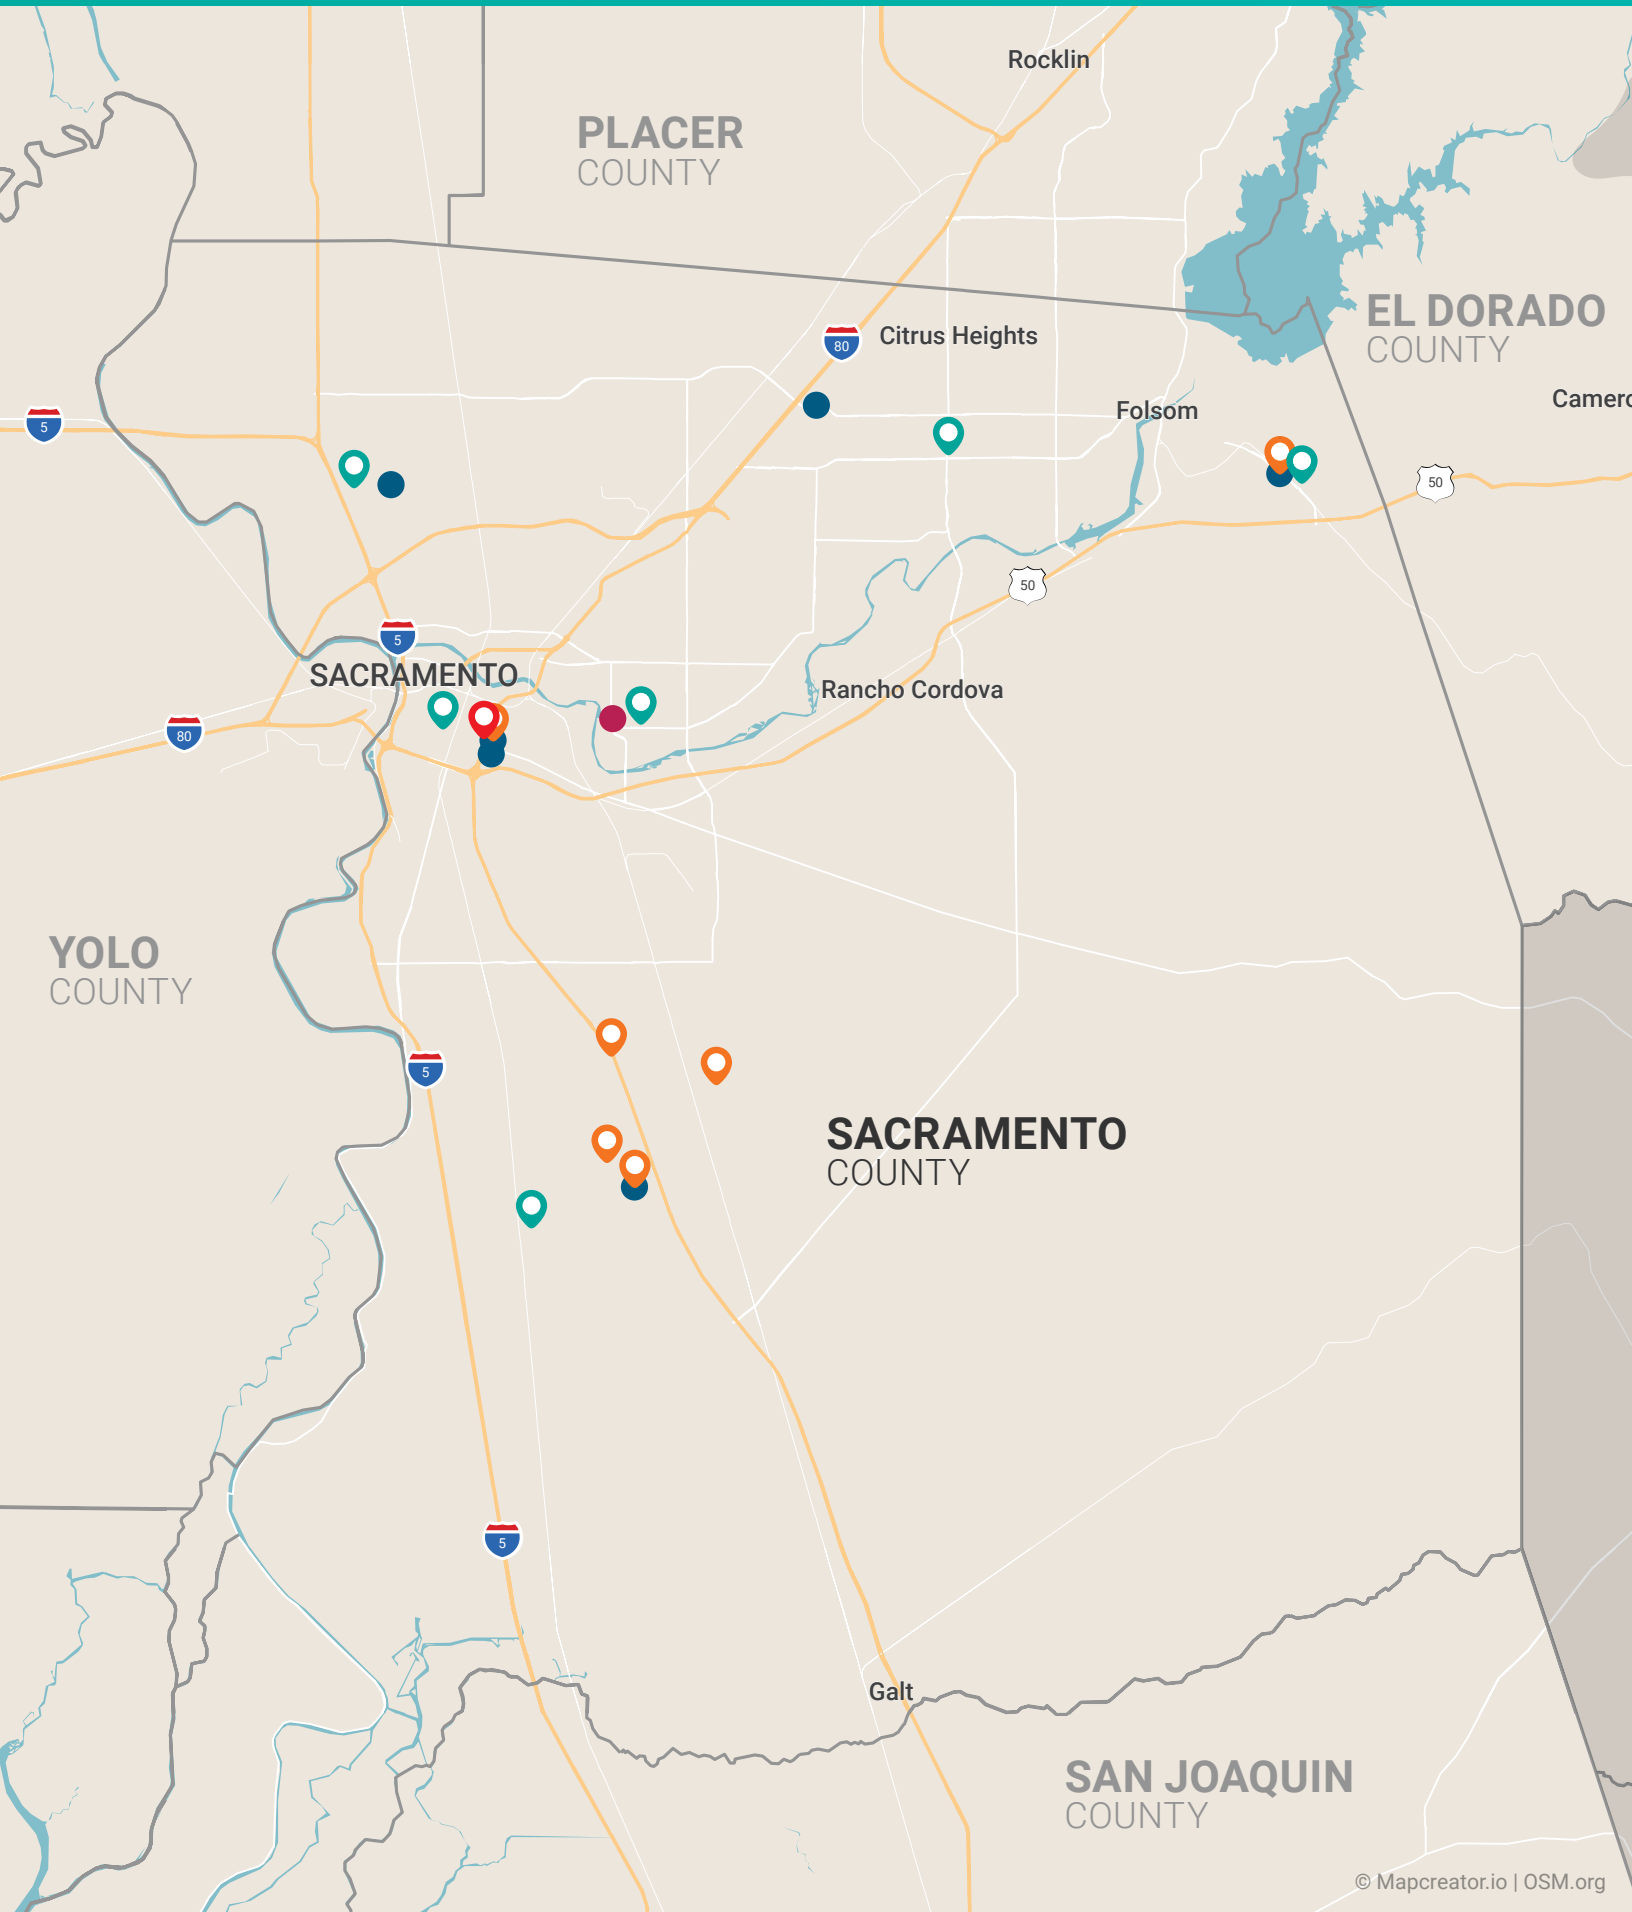 Rocklin
PLACER
COUNTY
EL DORADO
COUNTY
80
Citrus Heights
Camero
Folsom
5
50
50
5
SACRAMENTO
Rancho Cordova
80
YOLO
COUNTY
5
SACRAMENTO
COUNTY
5
Galt
SAN JOAQUIN
COUNTY
© Mapcreator.io | OSM.org